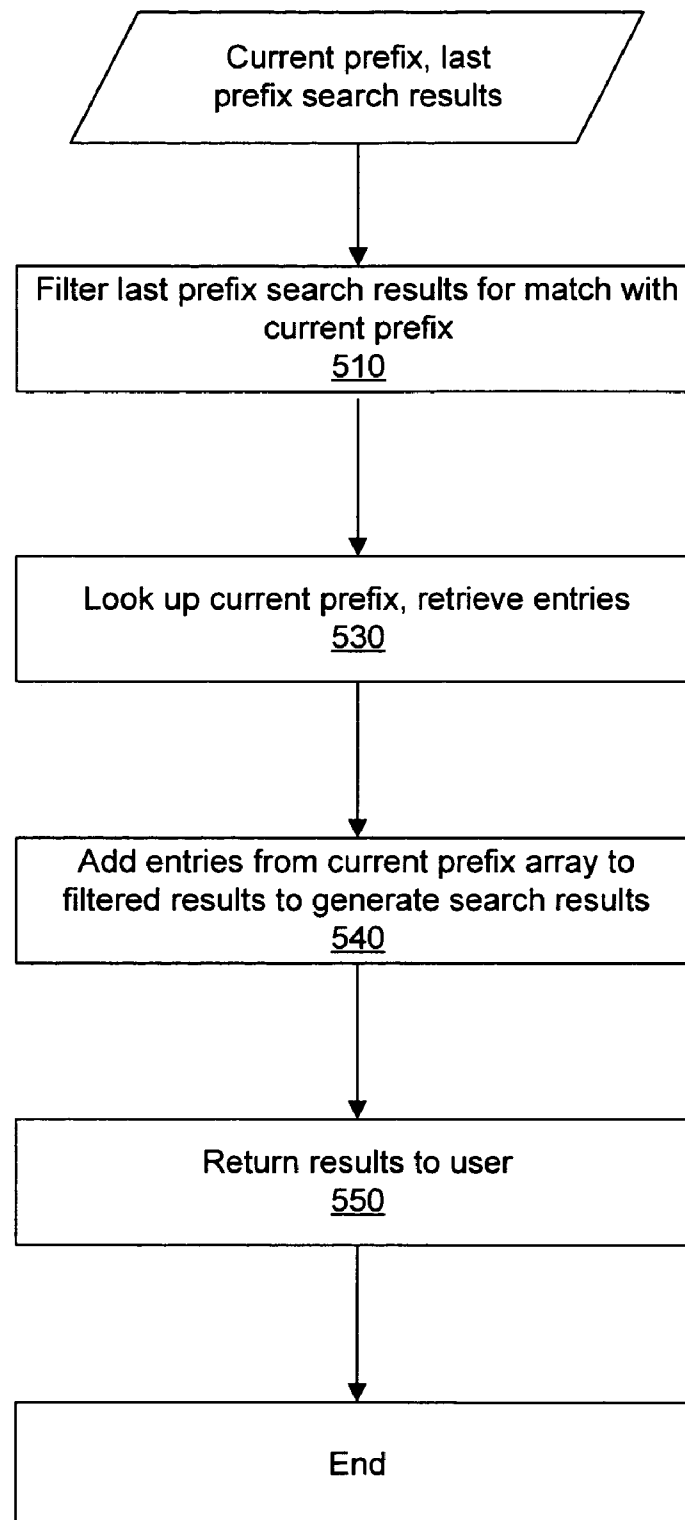 Current prefix, last
prefix search results
Filter last prefix search results for match with
current prefix
510
Look up current prefix, retrieve entries
530
Add entries from current prefix array to
filtered results to generate search results
540
Return results to user
550
End